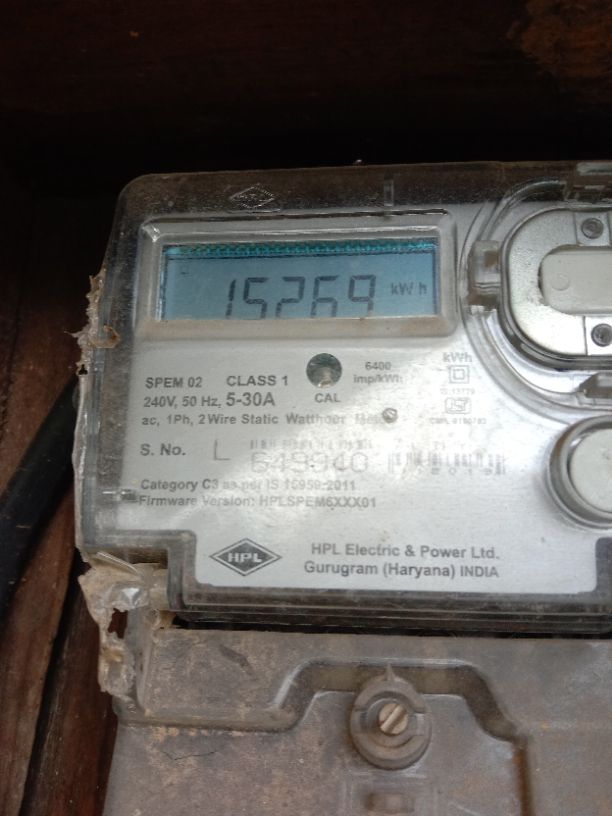 15269 kWh
6400
imp/kWh
kWh
SPEM 02 CLASS 1
CAL
240V, 50 Hz, 5-30A
IS 13779
ac, 1Ph, 2 Wire Static Watthour Meter
S. No. L 649940
Category C3 as per IS 15959:2011
Firmware Version: HPLSPEM6XXX01
HPL
HPL Electric & Power Ltd.
Gurugram (Haryana) INDIA